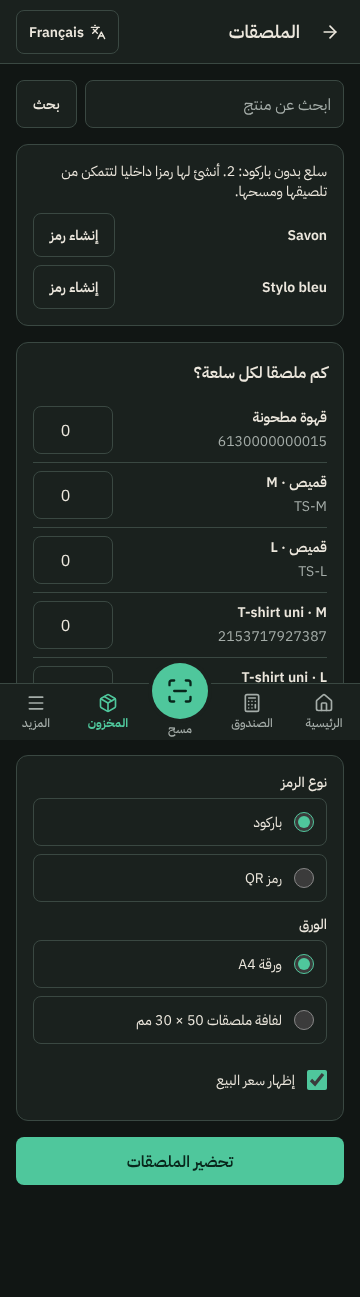 الملصقات
Français
ابحث عن منتج
بحث
سلع بدون باركود: 2. أنشئ لها رمزا داخليا لتتمكن من
تلصيقها ومسحها.
Savon
إنشاء رمز
Stylo bleu
إنشاء رمز
كم ملصقا لكل سلعة؟
قهوة مطحونة
6130000000015
0
قميص · M
TS-M
0
قميص · L
TS-L
0
T-shirt uni · M
2153717927387
0
T-shirt uni · L
الرئيسية
الصندوق
مسح
المخزون
المزيد
نوع الرمز
باركود
رمز QR
الورق
ورقة A4
لفافة ملصقات 50 × 30 مم
إظهار سعر البيع
تحضير الملصقات